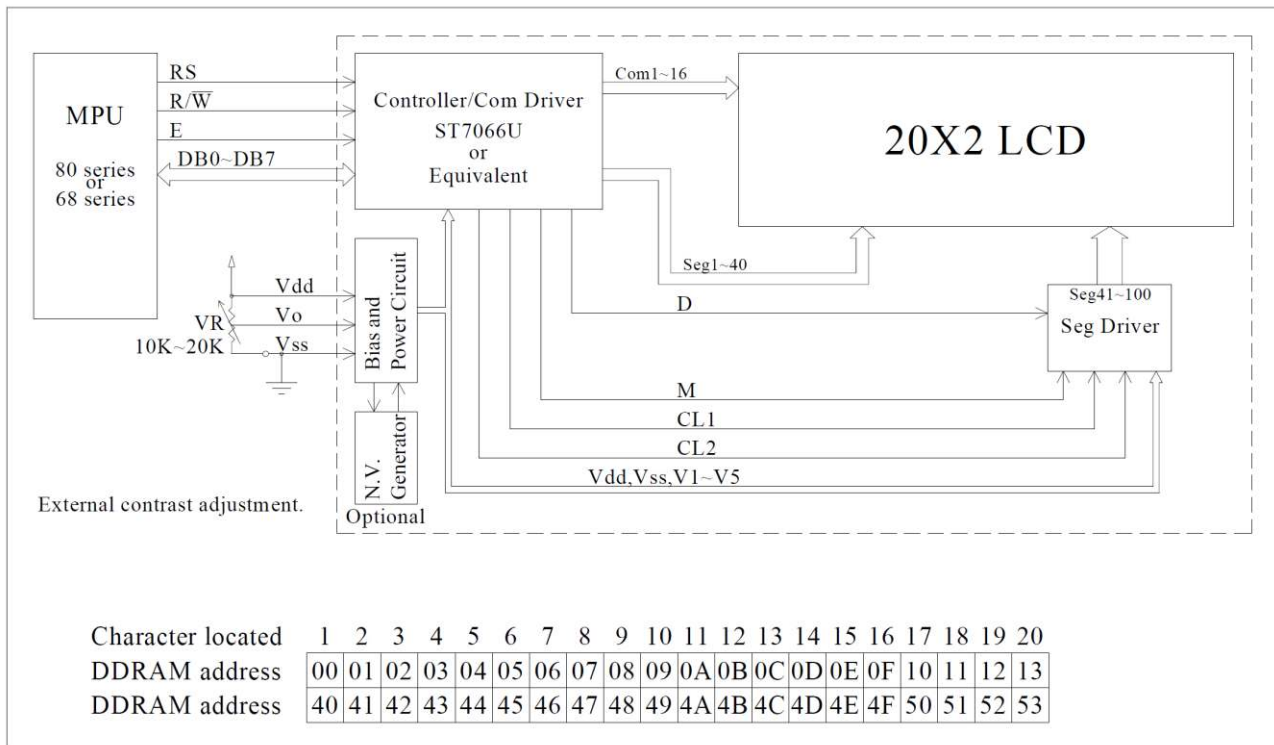 MPU
80 series
or
68 series
RS
R/W̅
E
DB0~DB7
Controller/Com Driver
ST7066U
or
Equivalent
Com1~16
20X2 LCD
Seg1~40
Seg41~100
Seg Driver
D
M
CL1
CL2
Vdd,Vss,V1~V5
Vdd
Vo
Vss
VR
10K~20K
Bias and
Power Circuit
N.V.
Generator
Optional
External contrast adjustment.
Character located 1 2 3 4 5 6 7 8 9 10 11 12 13 14 15 16 17 18 19 20
DDRAM address 00 01 02 03 04 05 06 07 08 09 0A 0B 0C 0D 0E 0F 10 11 12 13
DDRAM address 40 41 42 43 44 45 46 47 48 49 4A 4B 4C 4D 4E 4F 50 51 52 53